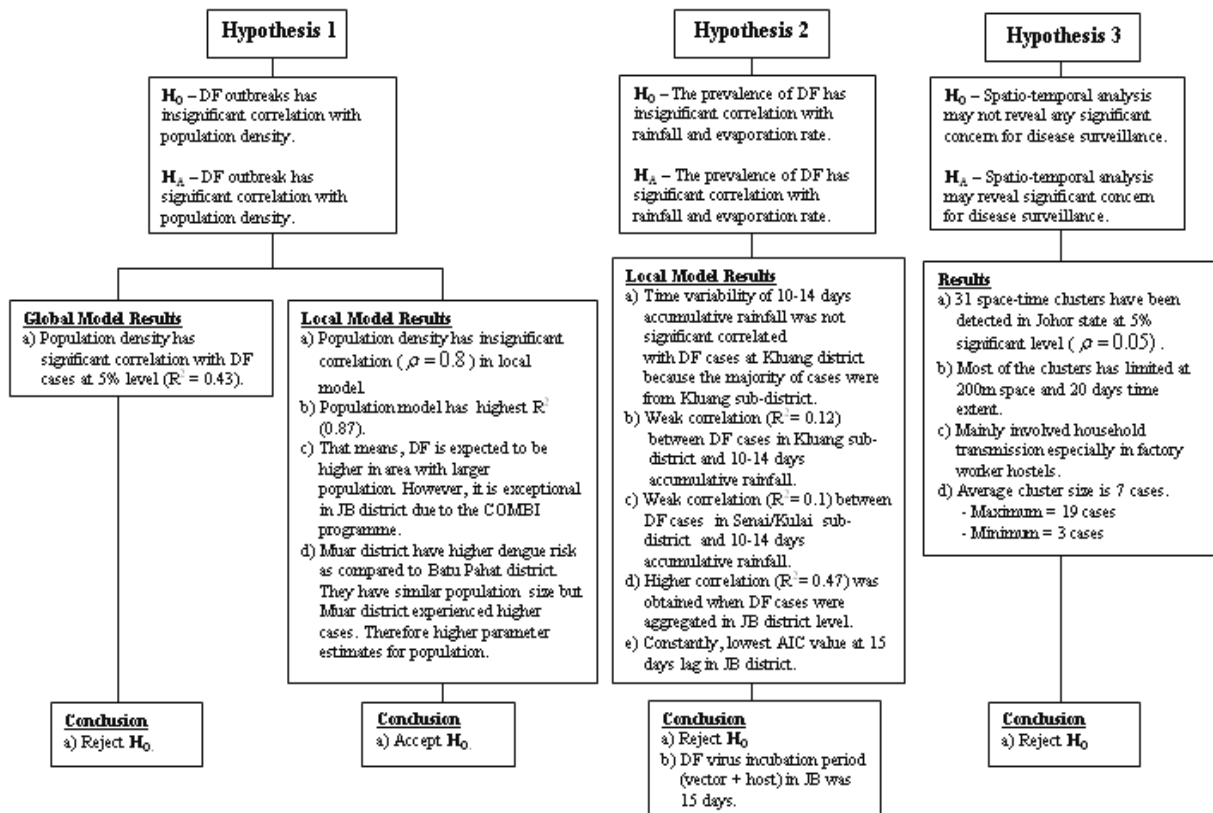 Hypothesis 1
H0 – DF outbreaks has
insignificant correlation with
population density.
HA – DF outbreak has
significant correlation with
population density.
Global Model Results
a) Population density has
significant correlation with DF
cases at 5% level (R2 = 0.43).
Conclusion
a) Reject H0.
Local Model Results
a) Population density has insignificant
correlation ( ρ = 0.8 ) in local
model.
b) Population model has highest R2
(0.87).
c) That means, DF is expected to be
higher in area with larger
population. However, it is exceptional
in JB district due to the COMBI
programme.
d) Muar district have higher dengue risk
as compared to Batu Pahat district.
They have similar population size but
Muar district experienced higher
cases. Therefore higher parameter
estimates for population.
Conclusion
a) Accept H0.
Hypothesis 2
H0 – The prevalence of DF has
insignificant correlation with
rainfall and evaporation rate.
HA – The prevalence of DF has
significant correlation with
rainfall and evaporation rate.
Local Model Results
a) Time variability of 10-14 days
accumulative rainfall was not
significant correlated
with DF cases at Kluang district
because the majority of cases were
from Kluang sub-district.
b) Weak correlation (R2 = 0.12)
between DF cases in Kluang sub-
district and 10-14 days
accumulative rainfall.
c) Weak correlation (R2 = 0.1) between
DF cases in Senai/Kulai sub-
district and 10-14 days
accumulative rainfall.
d) Higher correlation (R2 = 0.47) was
obtained when DF cases were
aggregated in JB district level.
e) Constantly, lowest AIC value at 15
days lag in JB district.
Conclusion
a) Reject H0
b) DF virus incubation period
(vector + host) in JB was
15 days.
Hypothesis 3
H0 – Spatio-temporal analysis
may not reveal any significant
concern for disease surveillance.
HA – Spatio-temporal analysis
may reveal significant concern
for disease surveillance.
Results
a) 31 space-time clusters have been
detected in Johor state at 5%
significant level ( ρ = 0.05) .
b) Most of the clusters has limited at
200m space and 20 days time
extent.
c) Mainly involved household
transmission especially in factory
worker hostels.
d) Average cluster size is 7 cases.
- Maximum = 19 cases
- Minimum = 3 cases
Conclusion
a) Reject H0